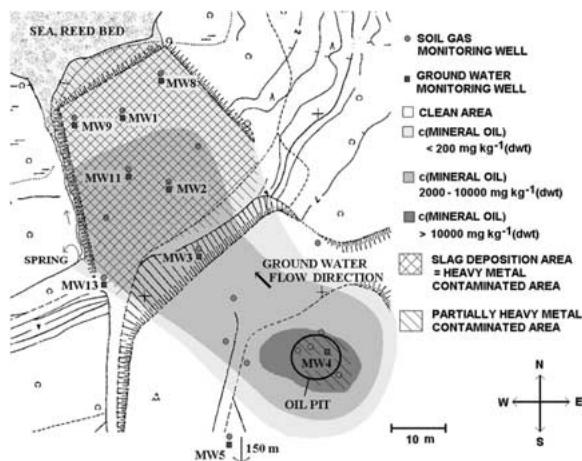 SEA, REED BED
MW8
MW9
MW1
MW11
MW2
SPRING
MW13
MW3
GROUND WATER
FLOW DIRECTION
MW4
OIL PIT
MW5
150 m
SOIL GAS
MONITORING WELL
GROUND WATER
MONITORING WELL
CLEAN AREA
c(MINERAL OIL)
< 200 mg kg⁻¹(dwt)
c(MINERAL OIL)
2000 - 10000 mg kg⁻¹(dwt)
c(MINERAL OIL)
> 10000 mg kg⁻¹(dwt)
SLAG DEPOSITION AREA
= HEAVY METAL
CONTAMINATED AREA
PARTIALLY HEAVY METAL
CONTAMINATED AREA
N
W
E
S
10 m